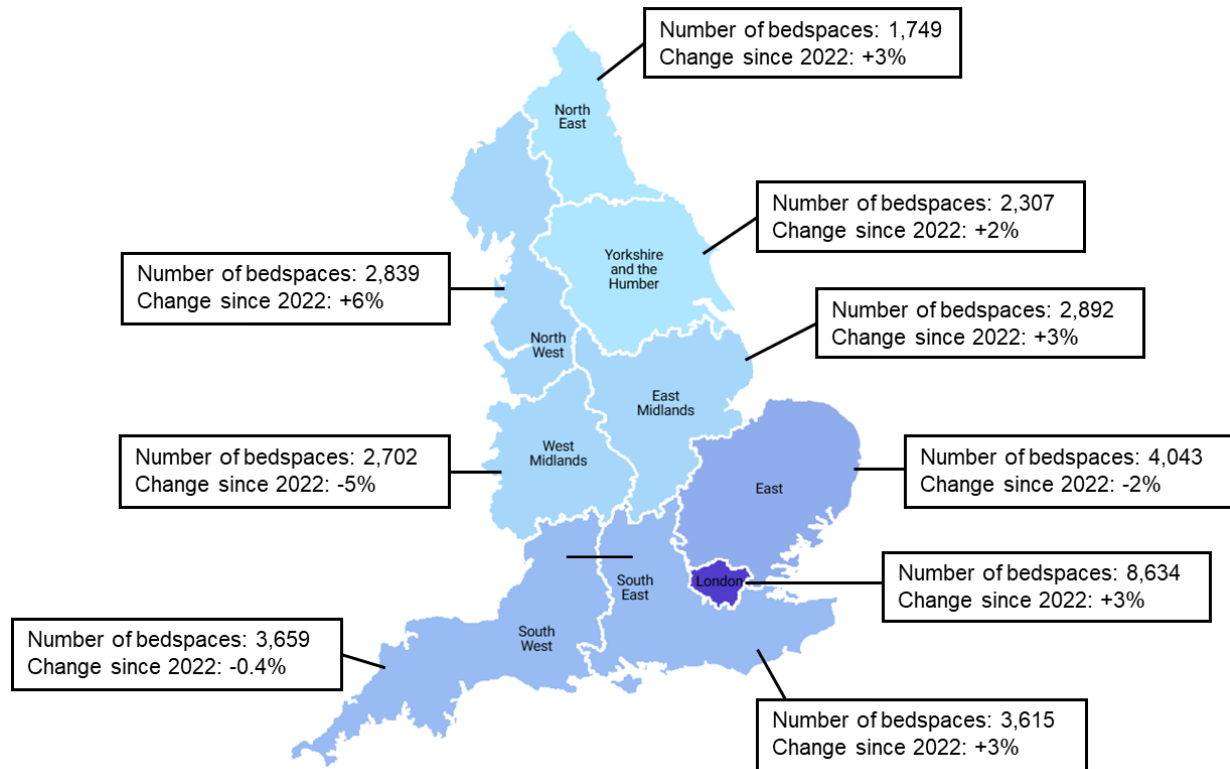 Number of bedspaces: 1,749
Change since 2022: +3%
North
East
Number of bedspaces: 2,307
Change since 2022: +2%
Yorkshire
and the
Humber
Number of bedspaces: 2,839
Change since 2022: +6%
Number of bedspaces: 2,892
Change since 2022: +3%
North
West
East
Midlands
West
Midlands
Number of bedspaces: 2,702
Change since 2022: -5%
Number of bedspaces: 4,043
Change since 2022: -2%
East
Number of bedspaces: 8,634
Change since 2022: +3%
London
South
East
Number of bedspaces: 3,659
Change since 2022: -0.4%
South
West
Number of bedspaces: 3,615
Change since 2022: +3%